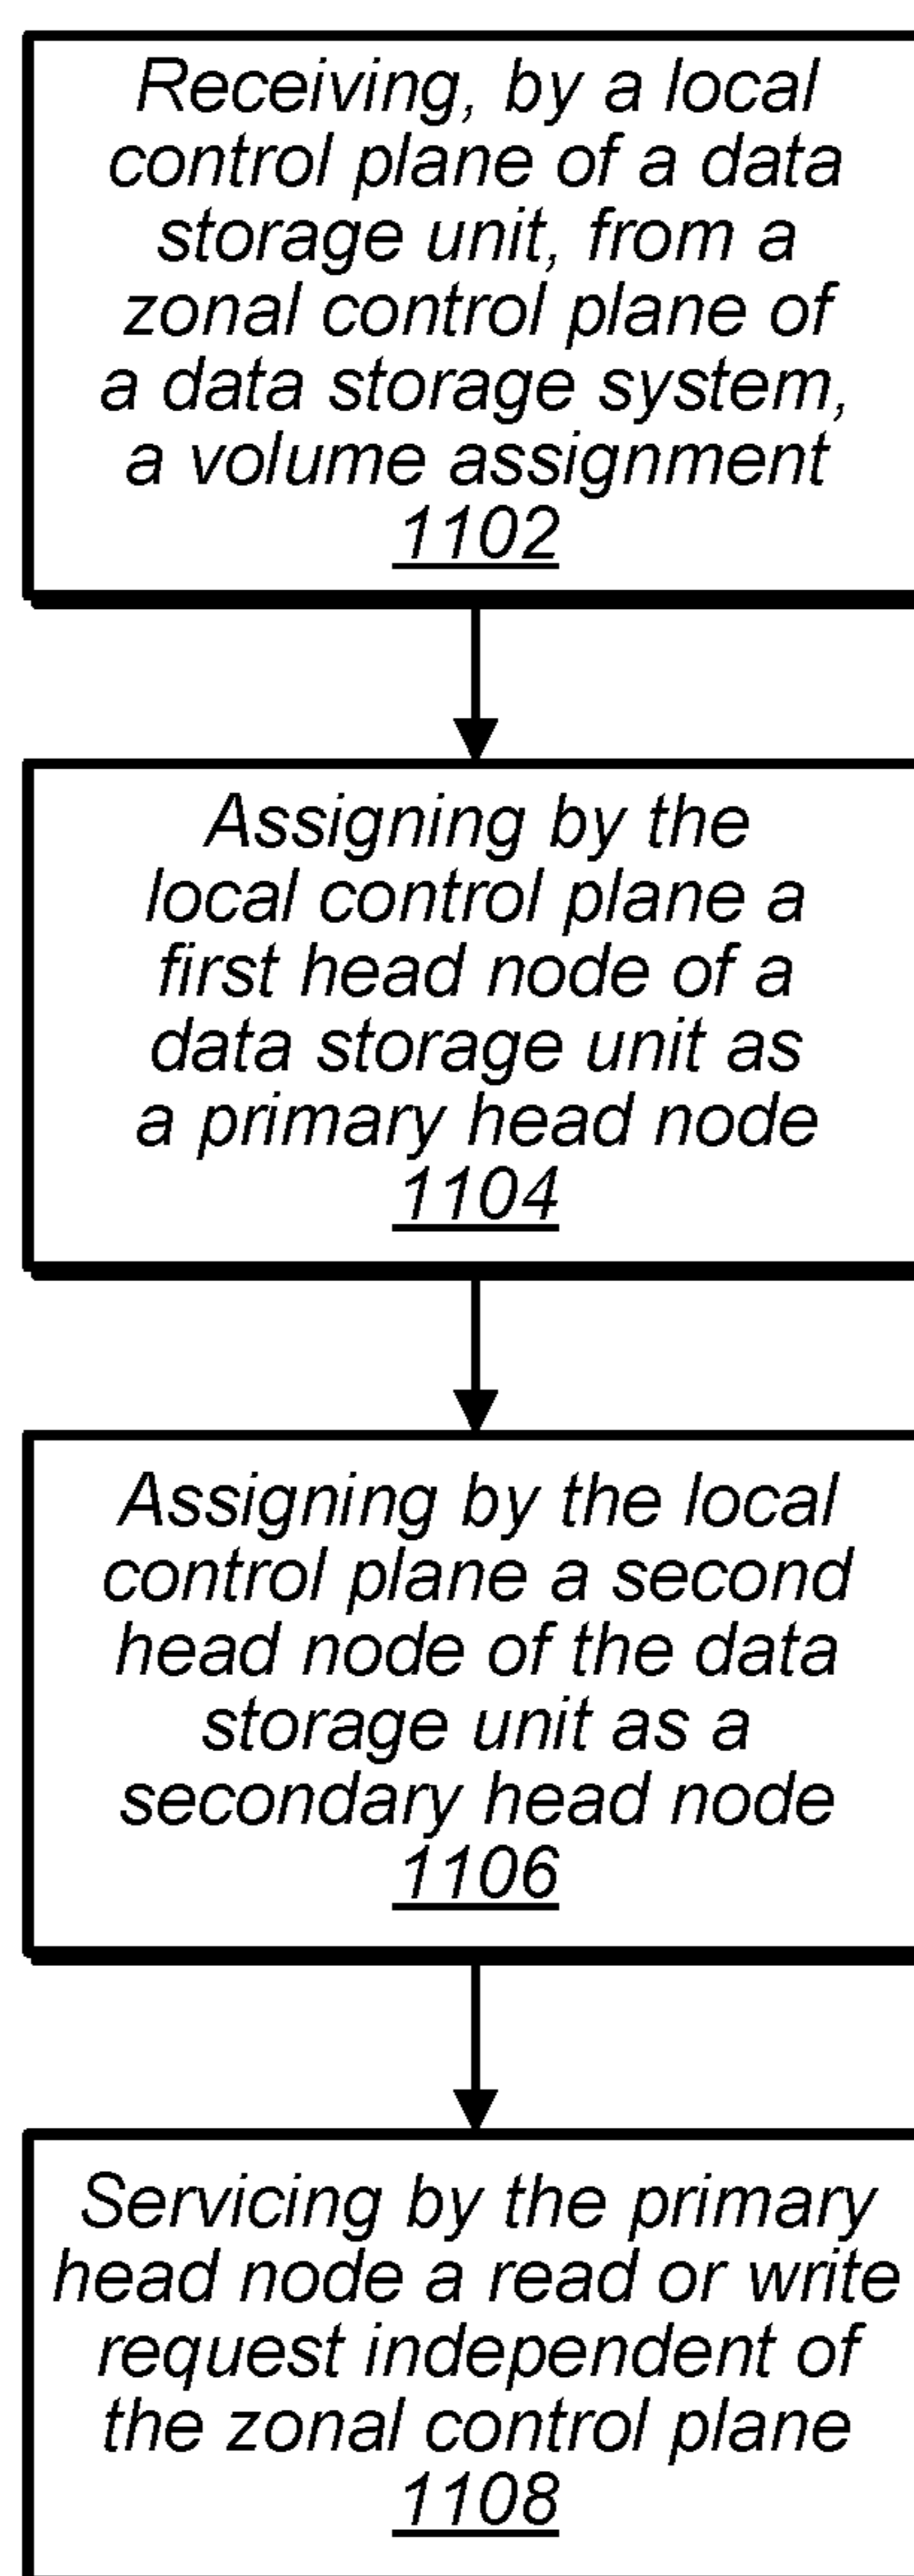 Receiving, by a local
control plane of a data
storage unit, from a
zonal control plane of
a data storage system,
a volume assignment
1102
Assigning by the
local control plane a
first head node of a
data storage unit as
a primary head node
1104
Assigning by the local
control plane a second
head node of the data
storage unit as a
secondary head node
1106
Servicing by the primary
head node a read or write
request independent of
the zonal control plane
1108